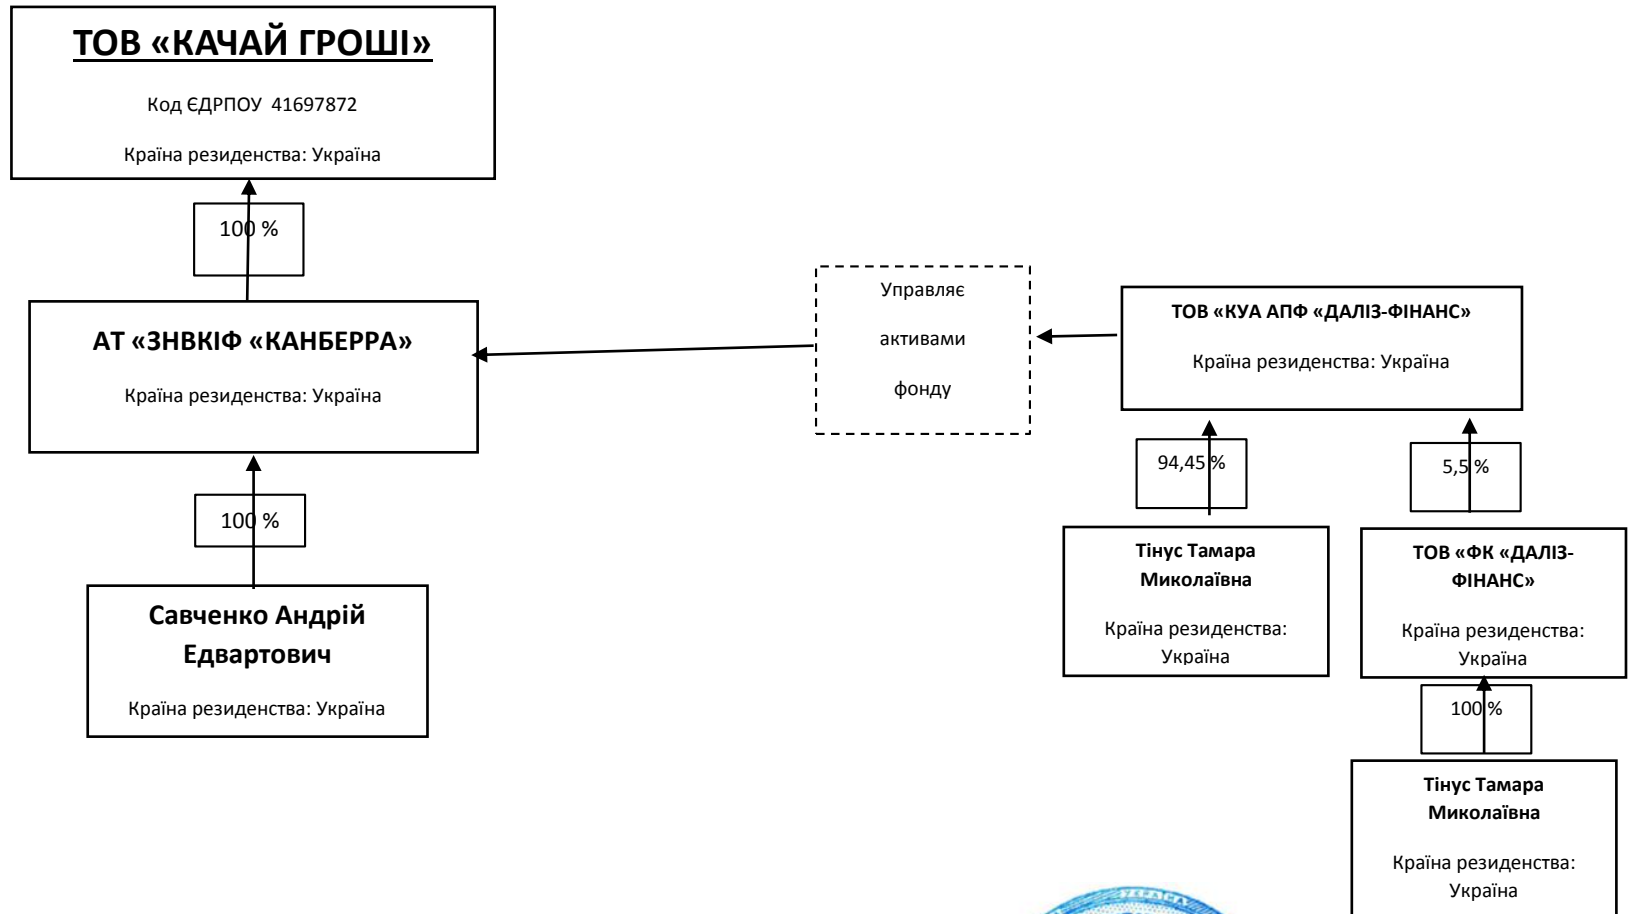 ТОВ «КАЧАЙ ГРОШІ»
Код ЄДРПОУ 41697872
Країна резиденства: Україна
100 %
АТ «ЗНВКІФ «КАНБЕРРА»
Країна резиденства: Україна
100 %
Савченко Андрій
Едвартович
Країна резиденства: Україна
Управляє
активами
фонду
ТОВ «КУА АПФ «ДАЛІЗ-ФІНАНС»
Країна резиденства: Україна
94,45 %
5,5 %
Тінус Тамара
Миколаївна
Країна резиденства:
Україна
ТОВ «ФК «ДАЛІЗ-
ФІНАНС»
Країна резиденства:
Україна
100 %
Тінус Тамара
Миколаївна
Країна резиденства:
Україна
УКРАЇНА